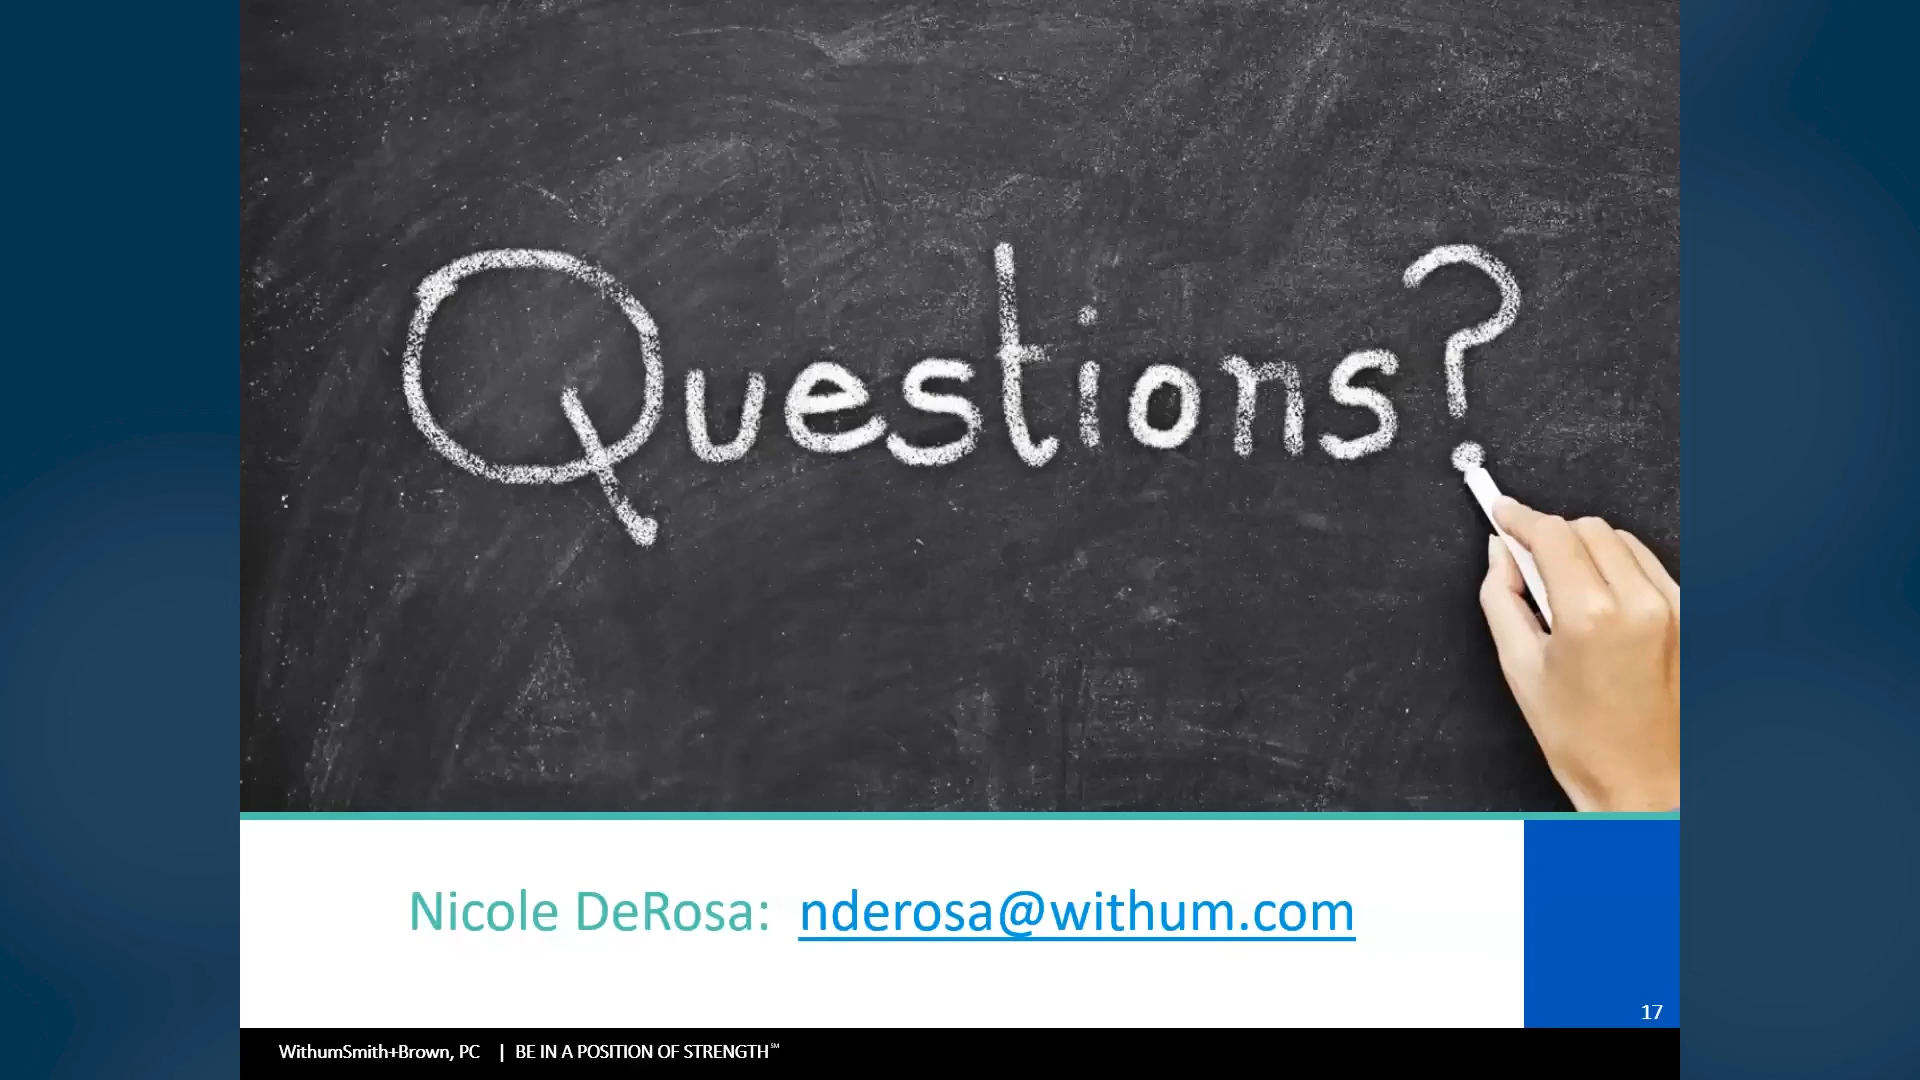 Questions?
Nicole DeRosa: nderosa@withum.com
17
WithumSmith+Brown, PC | BE IN A POSITION OF STRENGTH℠